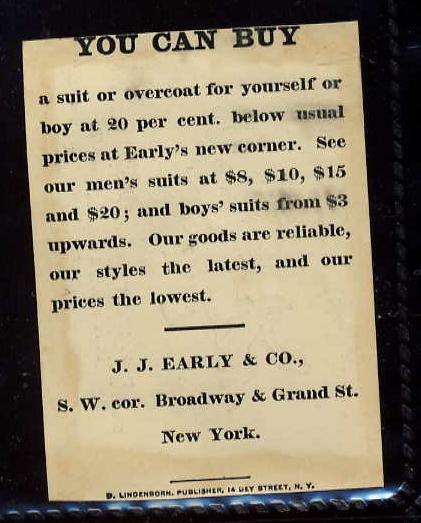 YOU CAN BUY
a suit or overcoat for yourself or
boy at 20 per cent. below usual
prices at Early's new corner. See
our men's suits at $8, $10, $15
and $20; and boys' suits from $3
upwards. Our goods are reliable,
our styles the latest, and our
prices the lowest.
J. J. EARLY & CO.,
S. W. cor. Broadway & Grand St.
New York.
D. LINDENBORN, PUBLISHER, 14 DEY STREET, N. Y.